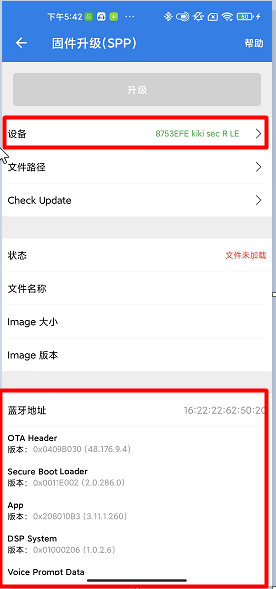 下午5:42
50
固件升级(SPP)
帮助
升级
设备
8753EFE kiki sec R LE
文件路径
Check Update
状态
文件未加载
文件名称
Image 大小
Image 版本
蓝牙地址
16:22:22:62:50:20
OTA Header
版本: 0x0409B030 (48.176.9.4)
Secure Boot Loader
版本: 0x0011E002 (2.0.286.0)
App
版本: 0x208010B3 (3.11.1.260)
DSP System
版本: 0x01000206 (1.0.2.6)
Voice Prompt Data